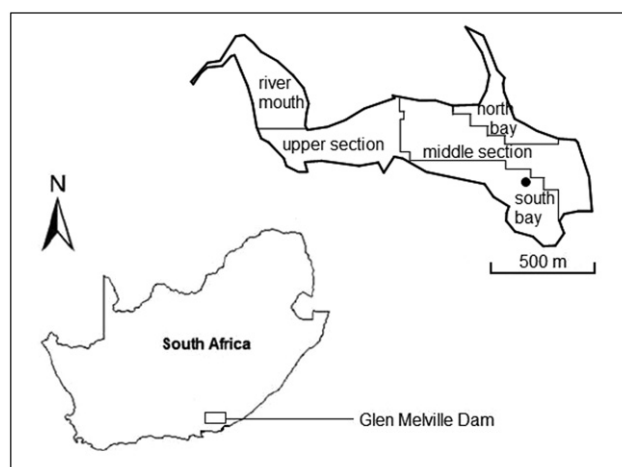 river
mouth
north
bay
upper section
middle section
south
bay
500 m
N
South Africa
Glen Melville Dam